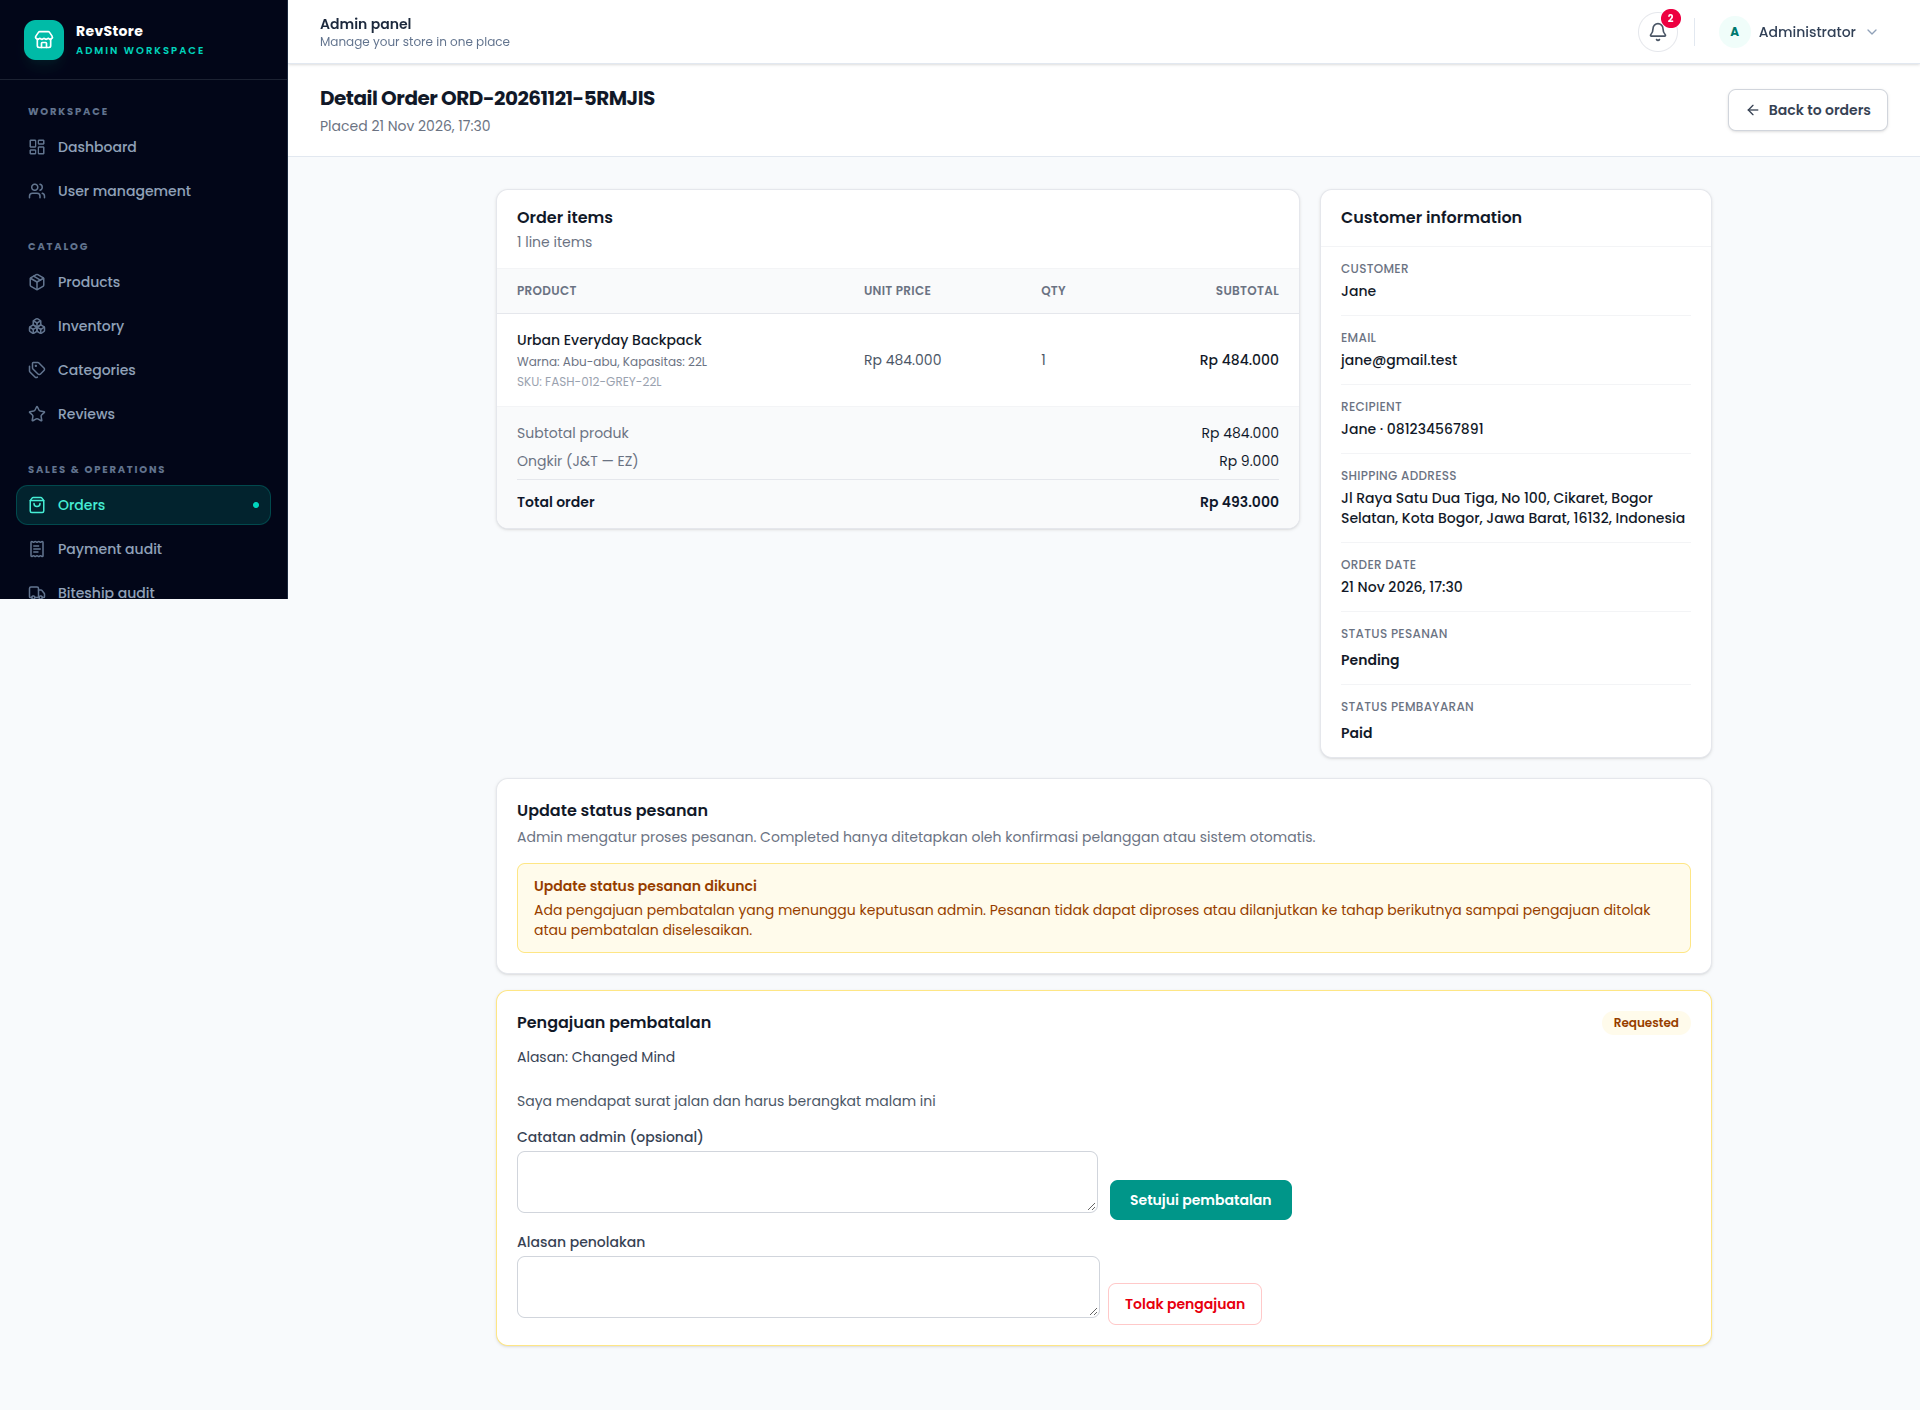 RevStore
ADMIN WORKSPACE
WORKSPACE
Dashboard
User management
CATALOG
Products
Inventory
Categories
Reviews
SALES & OPERATIONS
Orders
Payment audit
Biteship audit
Admin panel
Manage your store in one place
2
A
Administrator
Detail Order ORD-20261121-5RMJIS
Placed 21 Nov 2026, 17:30
Back to orders
Order items
1 line items
PRODUCT UNIT PRICE QTY SUBTOTAL
Urban Everyday Backpack
Warna: Abu-abu, Kapasitas: 22L
SKU: FASH-012-GREY-22L
Rp 484.000 1 Rp 484.000
Subtotal produk Rp 484.000
Ongkir (J&T — EZ) Rp 9.000
Total order Rp 493.000
Customer information
CUSTOMER
Jane
EMAIL
jane@gmail.test
RECIPIENT
Jane · 081234567891
SHIPPING ADDRESS
Jl Raya Satu Dua Tiga, No 100, Cikaret, Bogor
Selatan, Kota Bogor, Jawa Barat, 16132, Indonesia
ORDER DATE
21 Nov 2026, 17:30
STATUS PESANAN
Pending
STATUS PEMBAYARAN
Paid
Update status pesanan
Admin mengatur proses pesanan. Completed hanya ditetapkan oleh konfirmasi pelanggan atau sistem otomatis.
Update status pesanan dikunci
Ada pengajuan pembatalan yang menunggu keputusan admin. Pesanan tidak dapat diproses atau dilanjutkan ke tahap berikutnya sampai pengajuan ditolak
atau pembatalan diselesaikan.
Pengajuan pembatalan
Requested
Alasan: Changed Mind
Saya mendapat surat jalan dan harus berangkat malam ini
Catatan admin (opsional)
Setujui pembatalan
Alasan penolakan
Tolak pengajuan